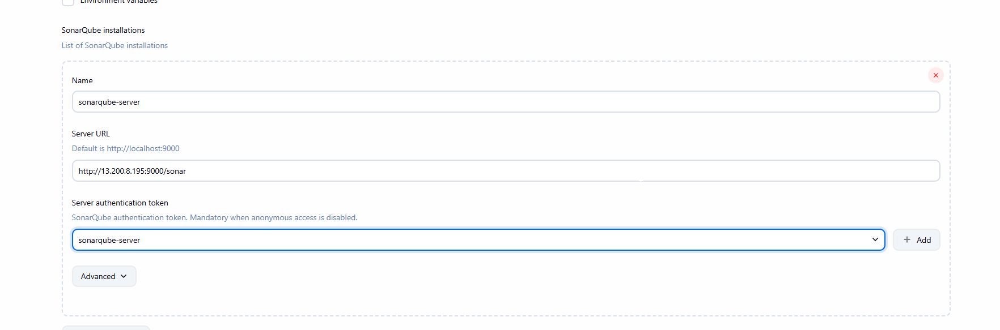 Environment variables
SonarQube installations
List of SonarQube installations
Name
sonarqube-server
Server URL
Default is http://localhost:9000
http://13.200.8.195:9000/sonar
Server authentication token
SonarQube authentication token. Mandatory when anonymous access is disabled.
sonarqube-server
Add
Advanced